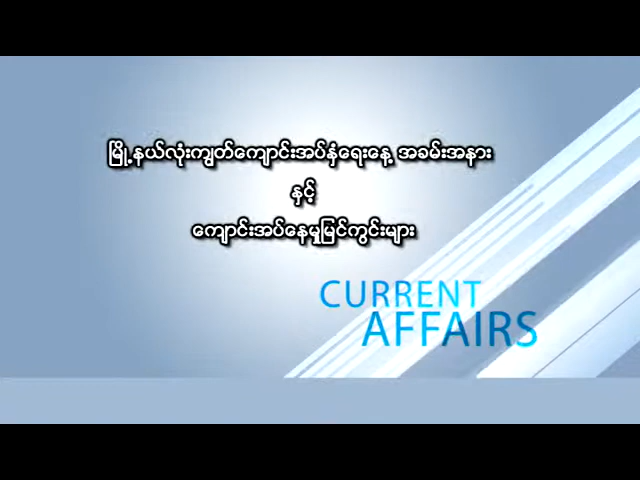 မြို့နယ်လုံးကျွတ်ကျောင်းအပ်နှံရေးနေ့ အခမ်းအနား
နှင့်
ကျောင်းအပ်နေမှုမြင်ကွင်းများ
CURRENT
AFFAIRS